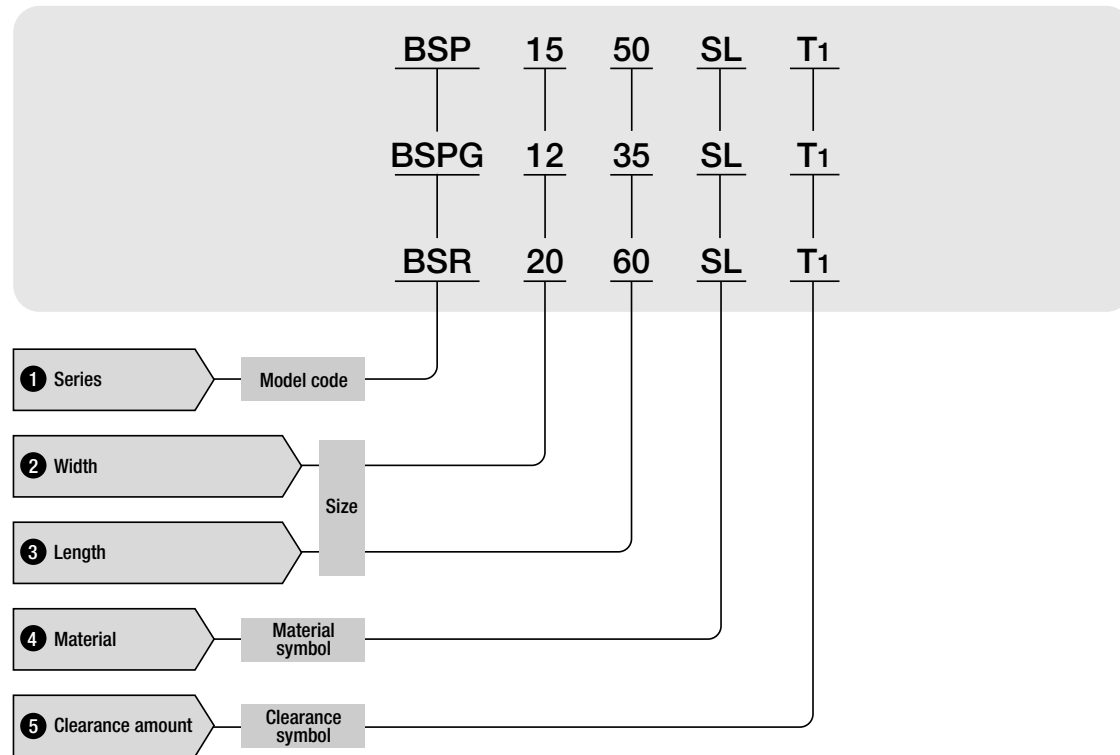 BSP 15 50 SL T1
BSPG 12 35 SL T1
BSR 20 60 SL T1
1 Series
Model code
2 Width
Size
3 Length
4 Material
Material
symbol
5 Clearance amount
Clearance
symbol